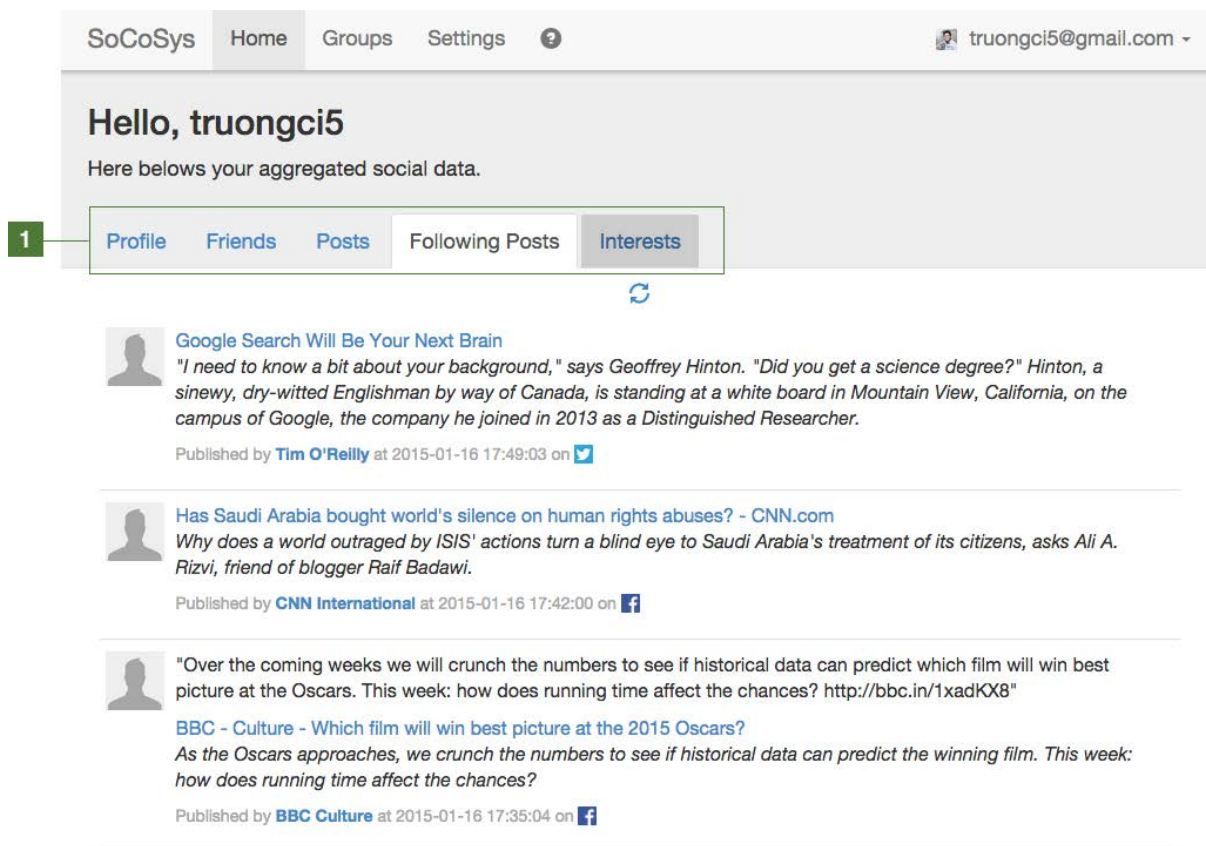 SoCoSys Home Groups Settings ? truongci5@gmail.com
Hello, truongci5
Here belows your aggregated social data.
1
Profile Friends Posts Following Posts Interests
Google Search Will Be Your Next Brain
"I need to know a bit about your background," says Geoffrey Hinton. "Did you get a science degree?" Hinton, a
sinewy, dry-witted Englishman by way of Canada, is standing at a white board in Mountain View, California, on the
campus of Google, the company he joined in 2013 as a Distinguished Researcher.
Published by Tim O'Reilly at 2015-01-16 17:49:03 on
Has Saudi Arabia bought world's silence on human rights abuses? - CNN.com
Why does a world outraged by ISIS' actions turn a blind eye to Saudi Arabia's treatment of its citizens, asks Ali A.
Rizvi, friend of blogger Raif Badawi.
Published by CNN International at 2015-01-16 17:42:00 on
"Over the coming weeks we will crunch the numbers to see if historical data can predict which film will win best
picture at the Oscars. This week: how does running time affect the chances? http://bbc.in/1xadKX8"
BBC - Culture - Which film will win best picture at the 2015 Oscars?
As the Oscars approaches, we crunch the numbers to see if historical data can predict the winning film. This week:
how does running time affect the chances?
Published by BBC Culture at 2015-01-16 17:35:04 on